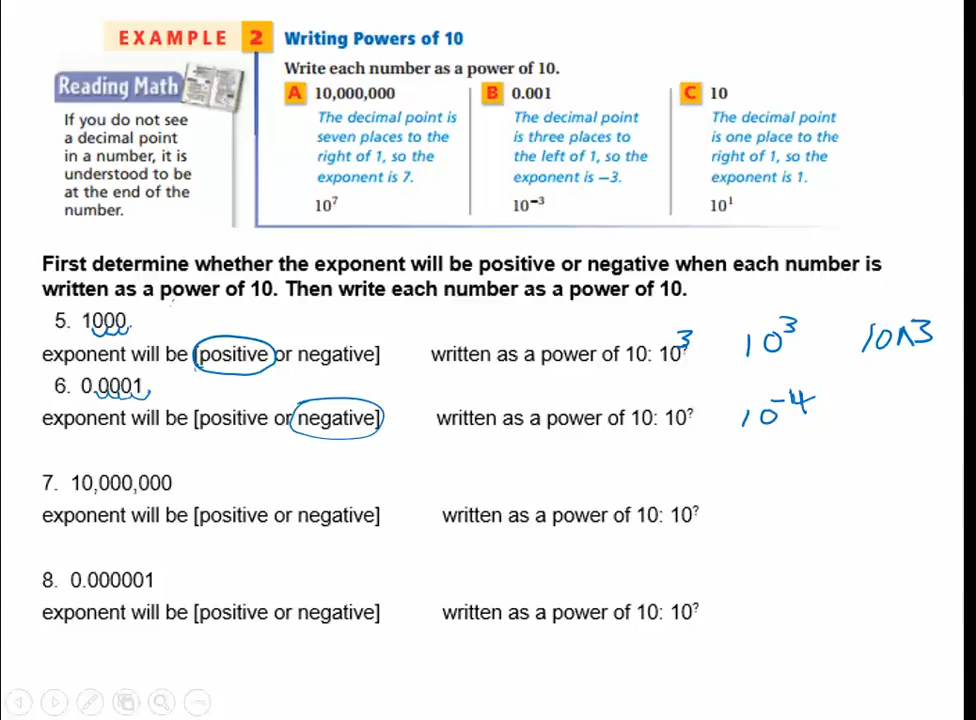 EXAMPLE 2 Writing Powers of 10
Write each number as a power of 10.
Reading Math
If you do not see
a decimal point
in a number, it is
understood to be
at the end of the
number.
A 10,000,000
The decimal point is
seven places to the
right of 1, so the
exponent is 7.
10⁷
B 0.001
The decimal point
is three places to
the left of 1, so the
exponent is −3.
10⁻³
C 10
The decimal point
is one place to the
right of 1, so the
exponent is 1.
10¹
First determine whether the exponent will be positive or negative when each number is
written as a power of 10. Then write each number as a power of 10.
5. 1000
exponent will be [positive or negative] written as a power of 10: 10? 3 10³ 10^3
6. 0.0001
exponent will be [positive or negative] written as a power of 10: 10? 10⁻⁴
7. 10,000,000
exponent will be [positive or negative] written as a power of 10: 10?
8. 0.000001
exponent will be [positive or negative] written as a power of 10: 10?